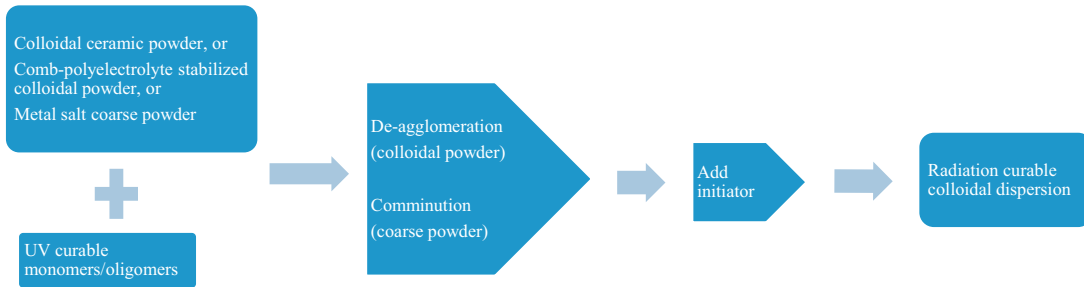 Colloidal ceramic powder, or
Comb-polyelectrolyte stabilized
colloidal powder, or
Metal salt coarse powder
UV curable
monomers/oligomers
De-agglomeration
(colloidal powder)
Comminution
(coarse powder)
Add
initiator
Radiation curable
colloidal dispersion